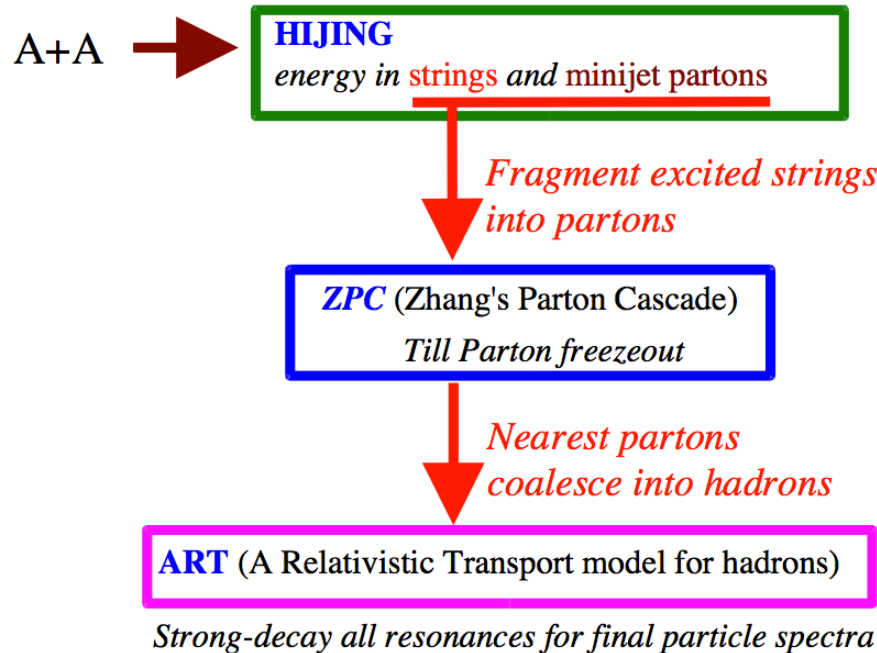 A+A
HIJING
energy in strings and minijet partons
Fragment excited strings
into partons
ZPC (Zhang's Parton Cascade)
Till Parton freezeout
Nearest partons
coalesce into hadrons
ART (A Relativistic Transport model for hadrons)
Strong-decay all resonances for final particle spectra